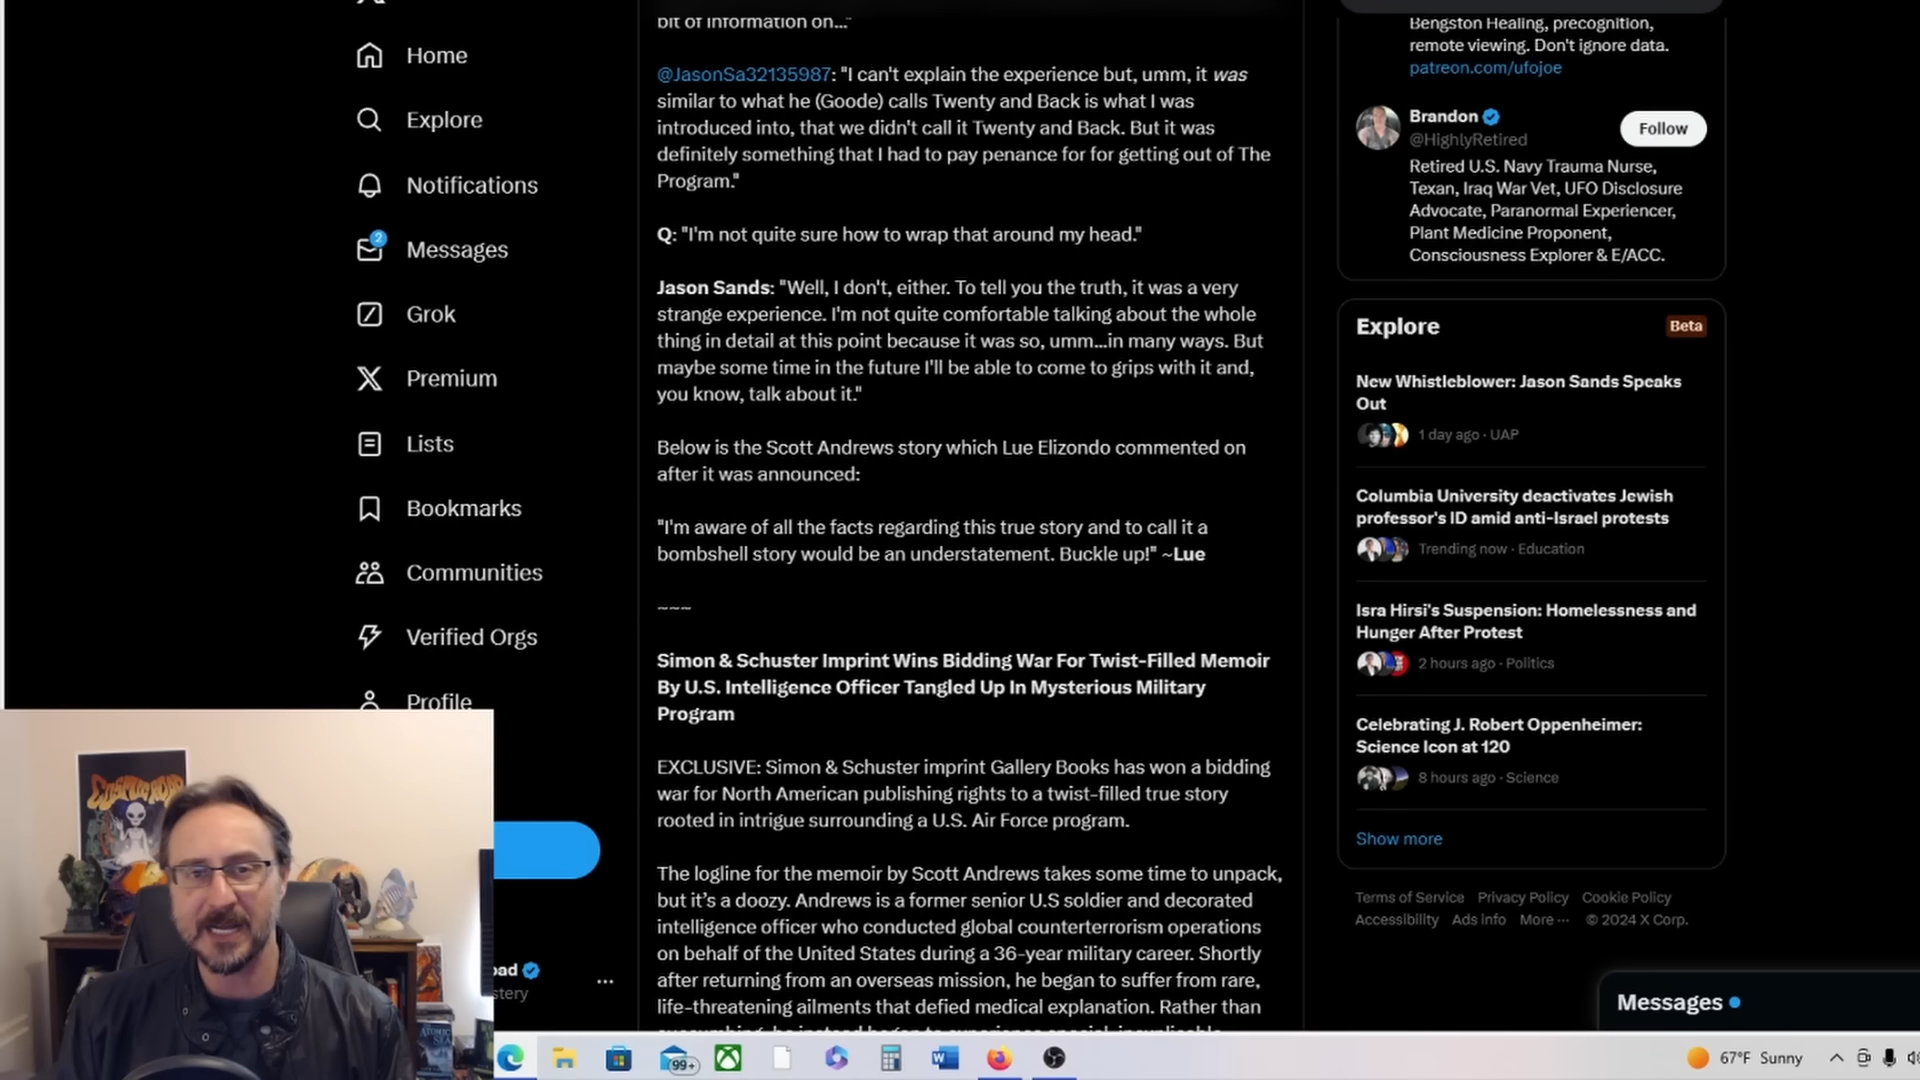 Home
Explore
Notifications
2
Messages
Grok
Premium
Lists
Bookmarks
Communities
Verified Orgs
Profile
bit of information on..."
@JasonSa32135987: "I can't explain the experience but, umm, it was
similar to what he (Goode) calls Twenty and Back is what I was
introduced into, that we didn't call it Twenty and Back. But it was
definitely something that I had to pay penance for for getting out of The
Program."
Q: "I'm not quite sure how to wrap that around my head."
Jason Sands: "Well, I don't, either. To tell you the truth, it was a very
strange experience. I'm not quite comfortable talking about the whole
thing in detail at this point because it was so, umm...in many ways. But
maybe some time in the future I'll be able to come to grips with it and,
you know, talk about it."
Below is the Scott Andrews story which Lue Elizondo commented on
after it was announced:
"I'm aware of all the facts regarding this true story and to call it a
bombshell story would be an understatement. Buckle up!" ~Lue
~~~
Simon & Schuster Imprint Wins Bidding War For Twist-Filled Memoir
By U.S. Intelligence Officer Tangled Up In Mysterious Military
Program
EXCLUSIVE: Simon & Schuster imprint Gallery Books has won a bidding
war for North American publishing rights to a twist-filled true story
rooted in intrigue surrounding a U.S. Air Force program.
The logline for the memoir by Scott Andrews takes some time to unpack,
but it's a doozy. Andrews is a former senior U.S soldier and decorated
intelligence officer who conducted global counterterrorism operations
on behalf of the United States during a 36-year military career. Shortly
after returning from an overseas mission, he began to suffer from rare,
life-threatening ailments that defied medical explanation. Rather than
Bengston Healing, precognition,
remote viewing. Don't ignore data.
patreon.com/ufojoe
Brandon
@HighlyRetired
Follow
Retired U.S. Navy Trauma Nurse,
Texan, Iraq War Vet, UFO Disclosure
Advocate, Paranormal Experiencer,
Plant Medicine Proponent,
Consciousness Explorer & E/ACC.
Explore
Beta
New Whistleblower: Jason Sands Speaks
Out
1 day ago · UAP
Columbia University deactivates Jewish
professor's ID amid anti-Israel protests
Trending now · Education
Isra Hirsi's Suspension: Homelessness and
Hunger After Protest
2 hours ago · Politics
Celebrating J. Robert Oppenheimer:
Science Icon at 120
8 hours ago · Science
Show more
Terms of Service Privacy Policy Cookie Policy
Accessibility Ads info More ··· © 2024 X Corp.
Messages
oad
stery
99+
67°F Sunny